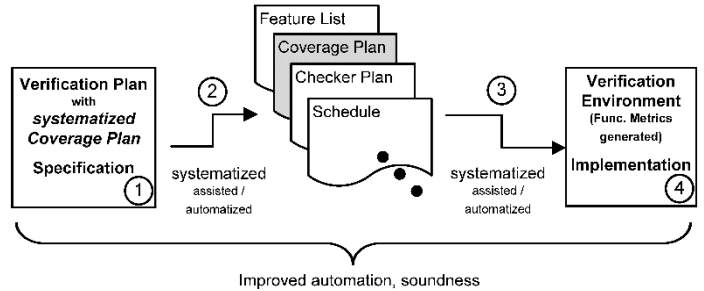 Feature List
Coverage Plan
Checker Plan
Schedule
Verification Plan
with
systematized
Coverage Plan
Specification
1
2
systematized
assisted /
automatized
3
systematized
assisted /
automatized
Verification
Environment
(Func. Metrics
generated)
Implementation
4
Improved automation, soundness